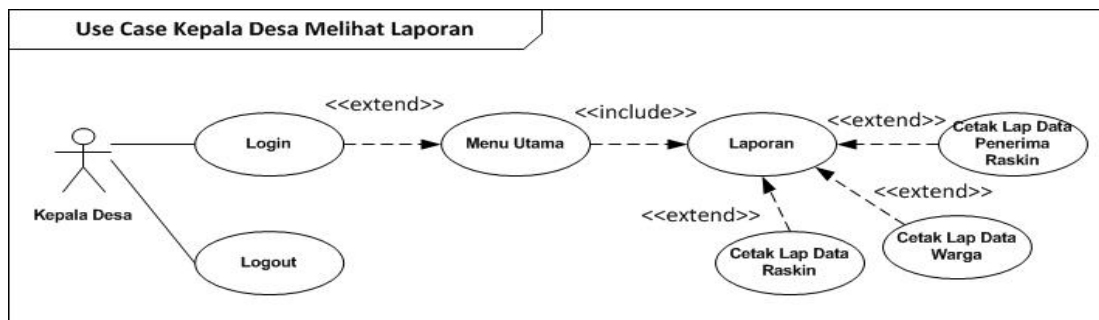 Use Case Kepala Desa Melihat Laporan
<<extend>>
<<include>>
<<extend>>
Login
Menu Utama
Laporan
Cetak Lap Data
Penerima
Raskin
Kepala Desa
<<extend>>
<<extend>>
Logout
Cetak Lap Data
Raskin
Cetak Lap Data
Warga